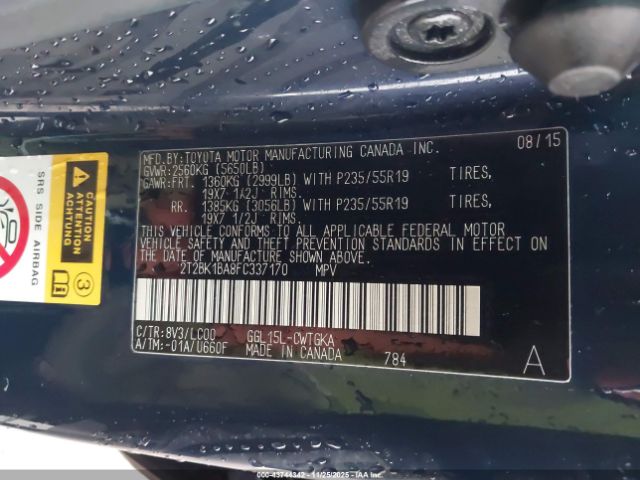 MFD.BY:TOYOTA MOTOR MANUFACTURING CANADA INC. 08/15
GVWR:2560KG (5650LB)
GAWR:FRT. 1360KG (2999LB) WITH P235/55R19 TIRES,
19X7 1/2J RIMS.
RR. 1385KG (3056LB) WITH P235/55R19 TIRES,
19X7 1/2J RIMS.
THIS VEHICLE CONFORMS TO ALL APPLICABLE FEDERAL MOTOR
VEHICLE SAFETY AND THEFT PREVENTION STANDARDS IN EFFECT
ON THE DATE OF MANUFACTURE SHOWN ABOVE.
2T2BK1BA8FC337170 MPV
C/TR:8V3/LC00 GGL15L-CWTGKA
A/TM:-01A/U660F MADE IN CANADA 784 A
SRS SIDE AIRBAG
ATTENTION
CAUTION
ACHTUNG
3
000-43744342 - 11/25/2025 - IAAI.COM